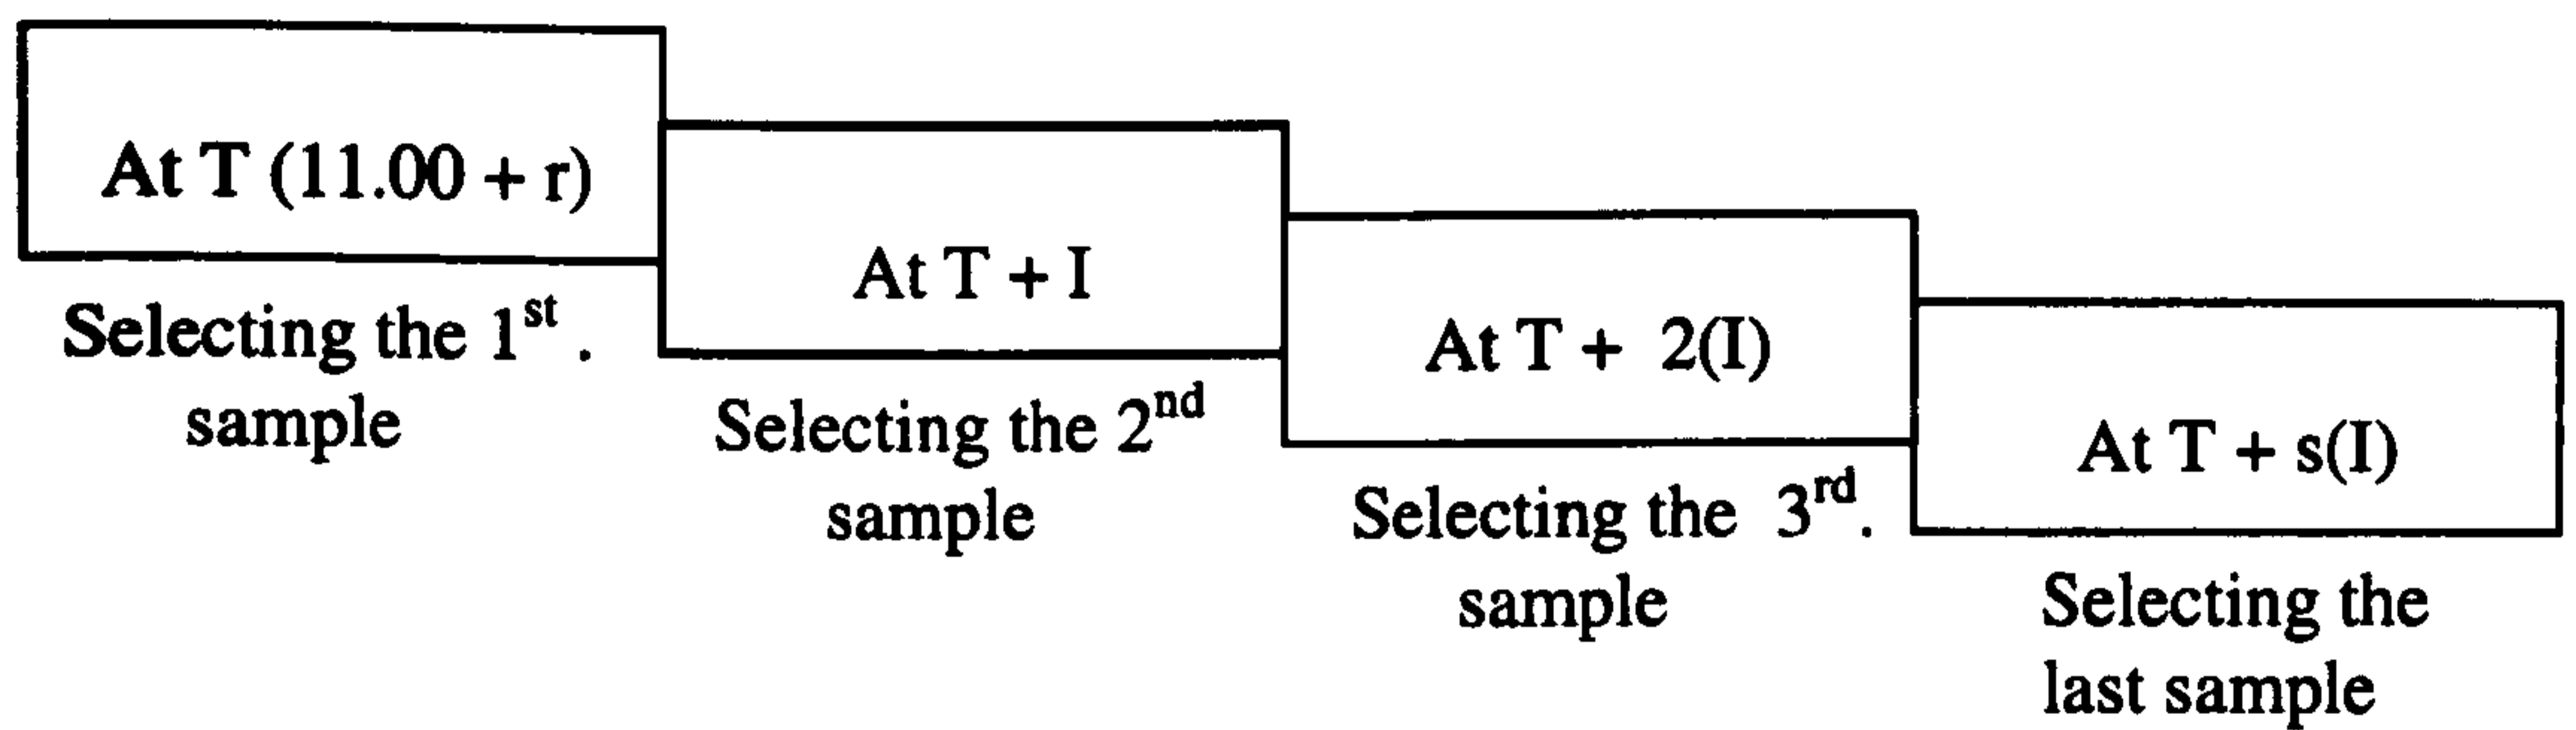 At T (11.00 + r)
Selecting the 1st .
sample
At T + I
Selecting the 2nd
sample
At T + 2(I)
Selecting the 3rd.
sample
At T + s(I)
Selecting the
last sample